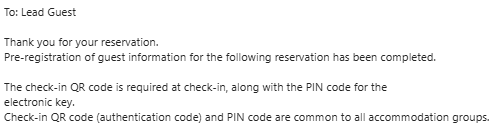 To: Lead Guest
Thank you for your reservation.
Pre-registration of guest information for the following reservation has been completed.
The check-in QR code is required at check-in, along with the PIN code for the
electronic key.
Check-in QR code (authentication code) and PIN code are common to all accommodation groups.